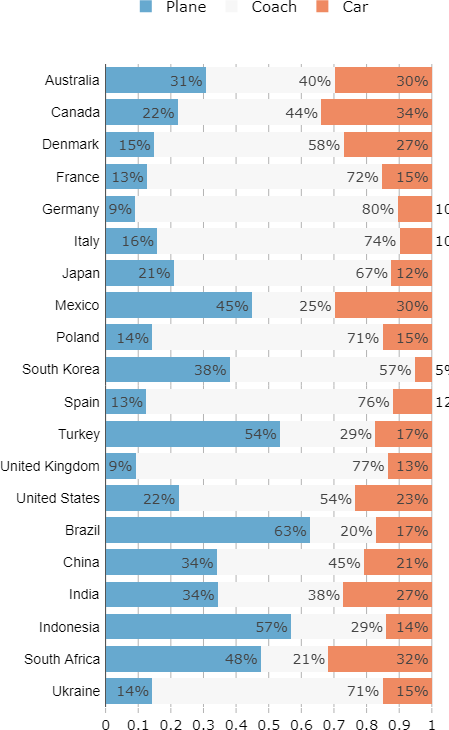 Plane Coach Car
Australia 31% 40% 30%
Canada 22% 44% 34%
Denmark 15% 58% 27%
France 13% 72% 15%
Germany 9% 80% 10
Italy 16% 74% 10
Japan 21% 67% 12%
Mexico 45% 25% 30%
Poland 14% 71% 15%
South Korea 38% 57% 5%
Spain 13% 76% 12
Turkey 54% 29% 17%
United Kingdom 9% 77% 13%
United States 22% 54% 23%
Brazil 63% 20% 17%
China 34% 45% 21%
India 34% 38% 27%
Indonesia 57% 29% 14%
South Africa 48% 21% 32%
Ukraine 14% 71% 15%
0 0.1 0.2 0.3 0.4 0.5 0.6 0.7 0.8 0.9 1